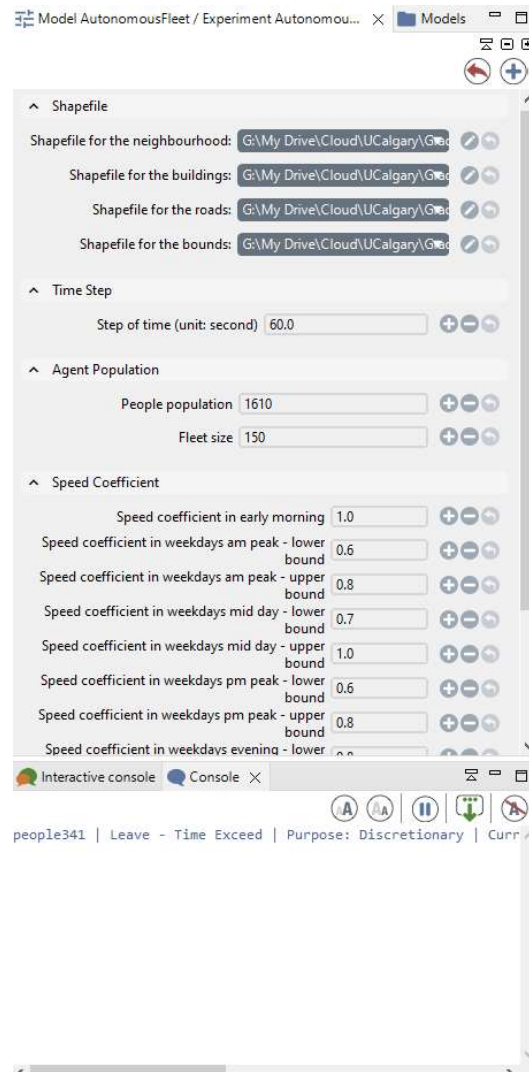 Model AutonomousFleet / Experiment Autonomou...
Models
Shapefile
Shapefile for the neighbourhood: G:\My Drive\Cloud\UCalgary\Grad
Shapefile for the buildings: G:\My Drive\Cloud\UCalgary\Grad
Shapefile for the roads: G:\My Drive\Cloud\UCalgary\Grad
Shapefile for the bounds: G:\My Drive\Cloud\UCalgary\Grad
Time Step
Step of time (unit: second) 60.0
Agent Population
People population 1610
Fleet size 150
Speed Coefficient
Speed coefficient in early morning 1.0
Speed coefficient in weekdays am peak - lower
bound 0.6
Speed coefficient in weekdays am peak - upper
bound 0.8
Speed coefficient in weekdays mid day - lower
bound 0.7
Speed coefficient in weekdays mid day - upper
bound 1.0
Speed coefficient in weekdays pm peak - lower
bound 0.6
Speed coefficient in weekdays pm peak - upper
bound 0.8
Speed coefficient in weekdays evening - lower
Interactive console
Console
AA
AA
A
people341 | Leave - Time Exceed | Purpose: Discretionary | Curr